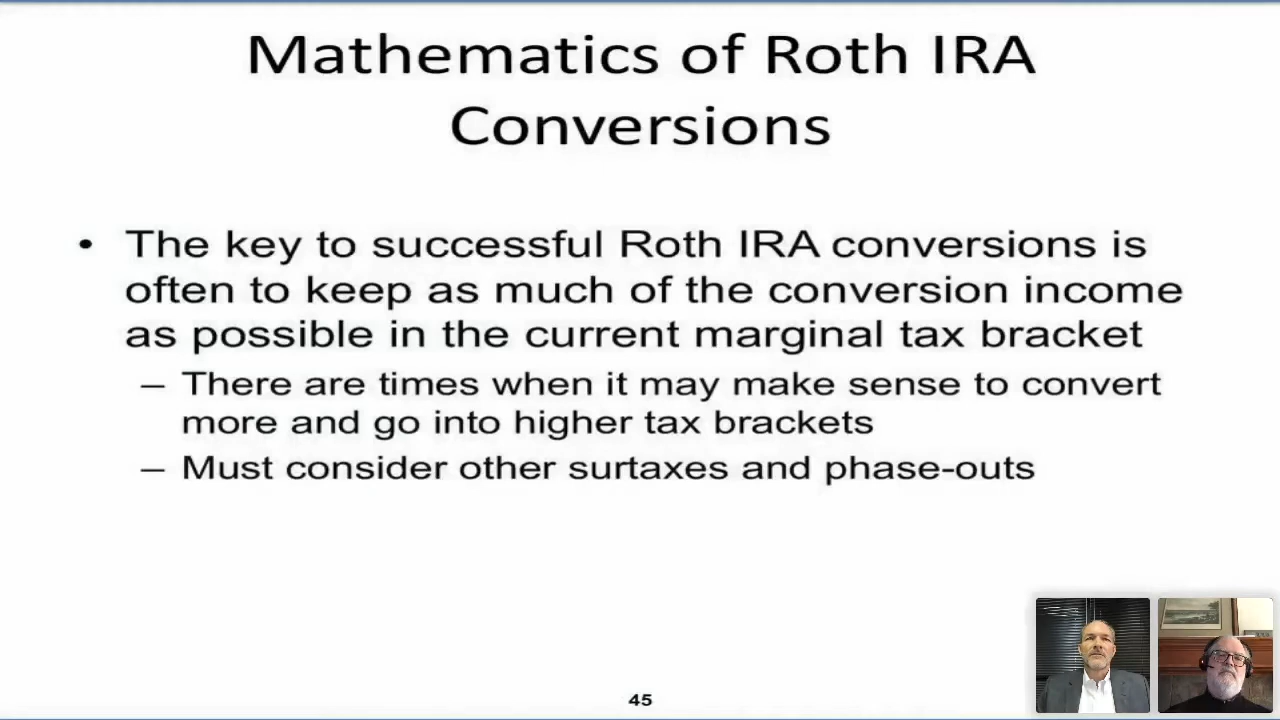 Mathematics of Roth IRA
Conversions
• The key to successful Roth IRA conversions is
often to keep as much of the conversion income
as possible in the current marginal tax bracket
– There are times when it may make sense to convert
more and go into higher tax brackets
– Must consider other surtaxes and phase-outs
45